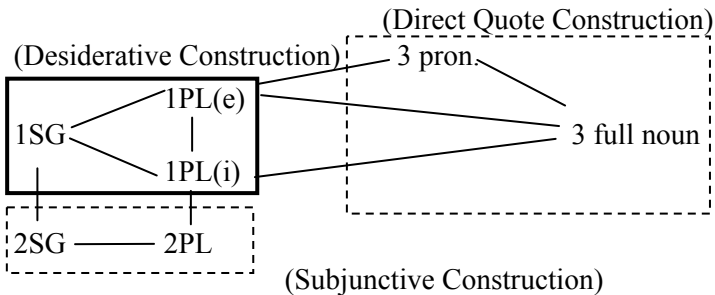 (Direct Quote Construction)
(Desiderative Construction) 3 pron.
1PL(e)
1SG 3 full noun
1PL(i)
2SG 2PL
(Subjunctive Construction)